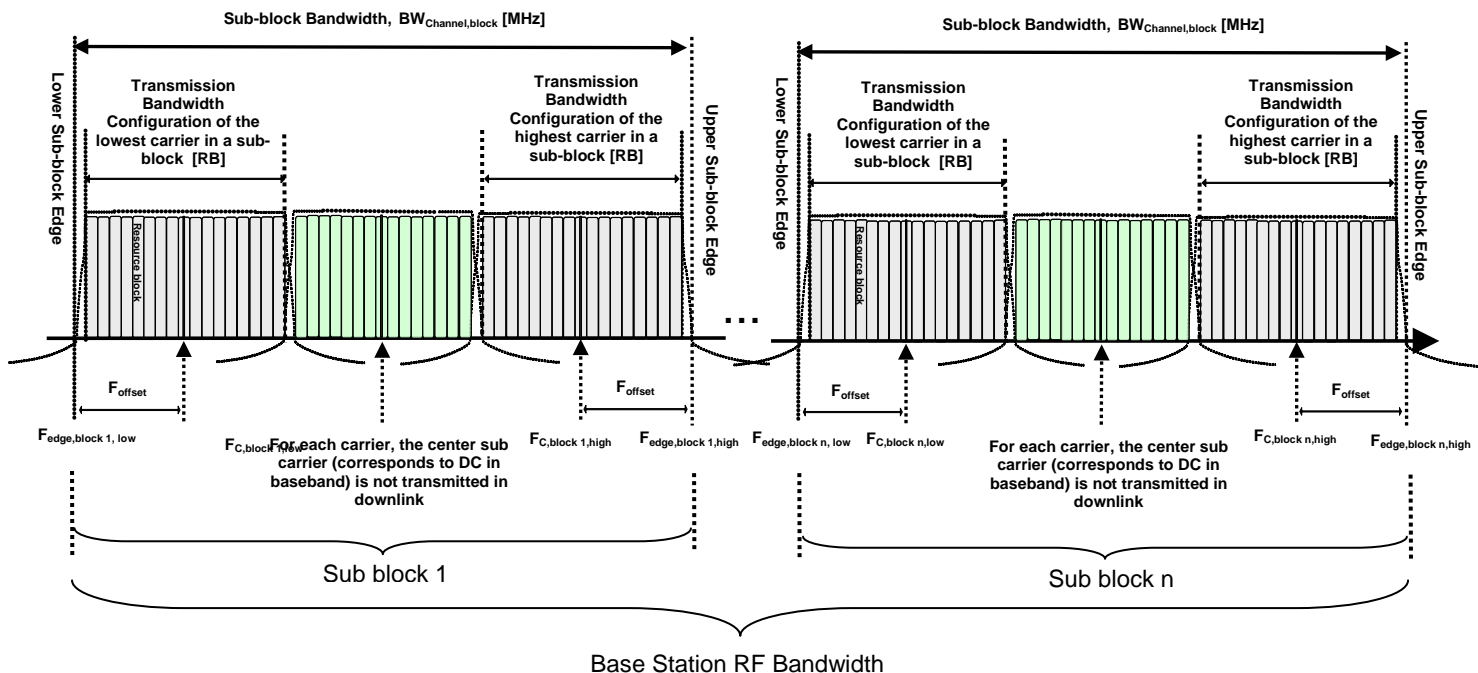 Sub-block Bandwidth, BWChannel,block [MHz]
Lower Sub-block Edge
Transmission
Bandwidth
Configuration of the
lowest carrier in a sub-
block [RB]
Transmission
Bandwidth
Configuration of
the highest carrier in
a sub-block [RB]
Upper Sub-block Edge
Resource block
Foffset
Foffset
Fedge,block 1, low
FC,block 1,low
FC,block 1,high
Fedge,block 1,high
For each carrier, the center sub
carrier (corresponds to DC in
baseband) is not transmitted in
downlink
Sub block 1
...
Sub-block Bandwidth, BWChannel,block [MHz]
Lower Sub-block Edge
Transmission
Bandwidth
Configuration of the
lowest carrier in
a sub-block [RB]
Transmission
Bandwidth
Configuration of the
highest carrier in a
sub-block [RB]
Upper Sub-block Edge
Resource block
Foffset
Foffset
Fedge,block n, low
FC,block n,low
FC,block n,high
Fedge,block n,high
For each carrier, the center sub
carrier (corresponds to DC in
baseband) is not transmitted in
downlink
Sub block n
Base Station RF Bandwidth